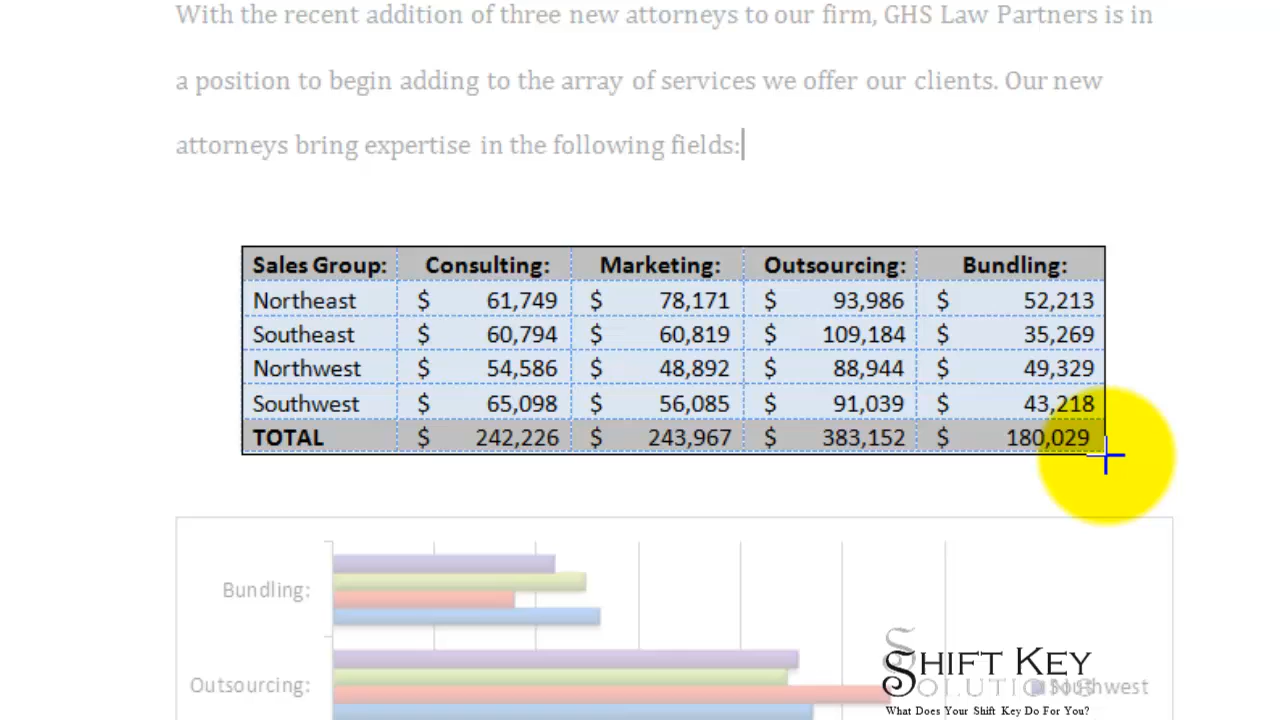 With the recent addition of three new attorneys to our firm, GHS Law Partners is in
a position to begin adding to the array of services we offer our clients. Our new
attorneys bring expertise in the following fields:
Sales Group: Consulting: Marketing: Outsourcing: Bundling:
Northeast $ 61,749 $ 78,171 $ 93,986 $ 52,213
Southeast $ 60,794 $ 60,819 $ 109,184 $ 35,269
Northwest $ 54,586 $ 48,892 $ 88,944 $ 49,329
Southwest $ 65,098 $ 56,085 $ 91,039 $ 43,218
TOTAL $ 242,226 $ 243,967 $ 383,152 $ 180,029
Bundling:
Outsourcing:
Southwest
SHIFT KEY
SOLUTIONS
What Does Your Shift Key Do For You?